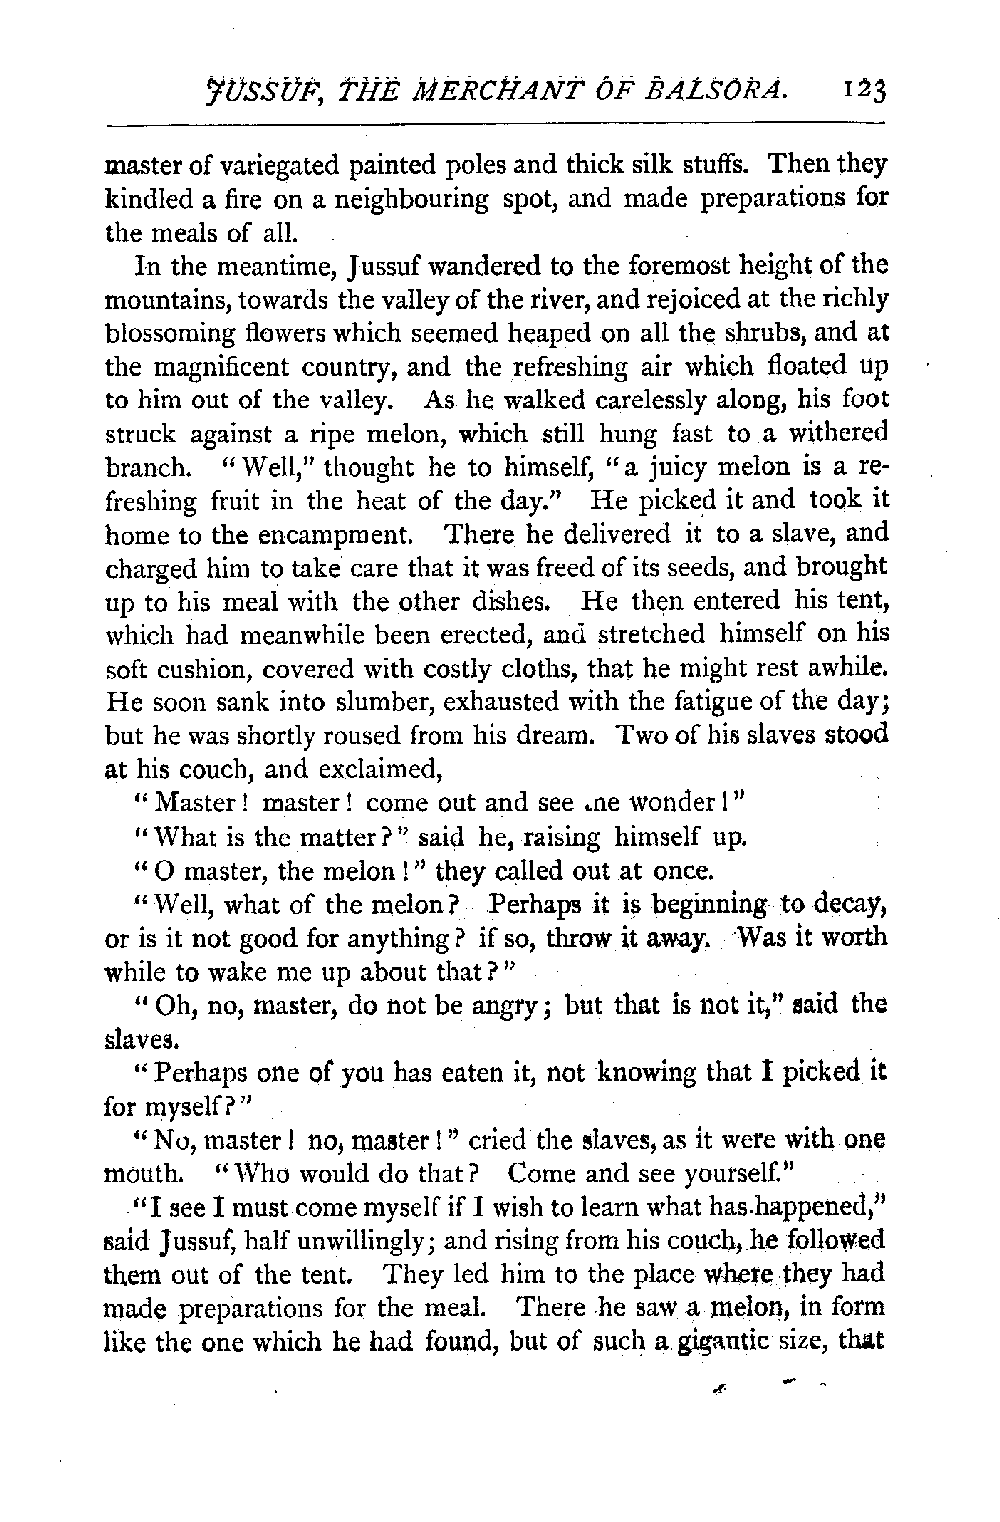 JUSSUF, THE MERCHANT OF BALSORA. 123
master of variegated painted poles and thick silk stuffs. Then they
kindled a fire on a neighbouring spot, and made preparations for
the meals of all.
In the meantime, Jussuf wandered to the foremost height of the
mountains, towards the valley of the river, and rejoiced at the richly
blossoming flowers which seemed heaped on all the shrubs, and at
the magnificent country, and the refreshing air which floated up
to him out of the valley. As he walked carelessly along, his foot
struck against a ripe melon, which still hung fast to a withered
branch. "Well," thought he to himself, "a juicy melon is a re-
freshing fruit in the heat of the day." He picked it and took it
home to the encampment. There he delivered it to a slave, and
charged him to take care that it was freed of its seeds, and brought
up to his meal with the other dishes. He then entered his tent,
which had meanwhile been erected, and stretched himself on his
soft cushion, covered with costly cloths, that he might rest awhile.
He soon sank into slumber, exhausted with the fatigue of the day;
but he was shortly roused from his dream. Two of his slaves stood
at his couch, and exclaimed,
"Master! master! come out and see wonder!"
"What is the matter?" said he, raising himself up.
"O master, the melon!" they called out at once.
"Well, what of the melon? Perhaps it is beginning to decay,
or is it not good for anything? if so, throw it away. Was it worth
while to wake me up about that?"
"Oh, no, master, do not be angry; but that is not it," said the
slaves.
"Perhaps one of you has eaten it, not knowing that I picked it
for myself?"
"No, master! no, master!" cried the slaves, as it were with one
mouth. "Who would do that? Come and see yourself."
"I see I must come myself if I wish to learn what has happened,"
said Jussuf, half unwillingly; and rising from his couch, he followed
them out of the tent. They led him to the place where they had
made preparations for the meal. There he saw a melon, in form
like the one which he had found, but of such a gigantic size, that